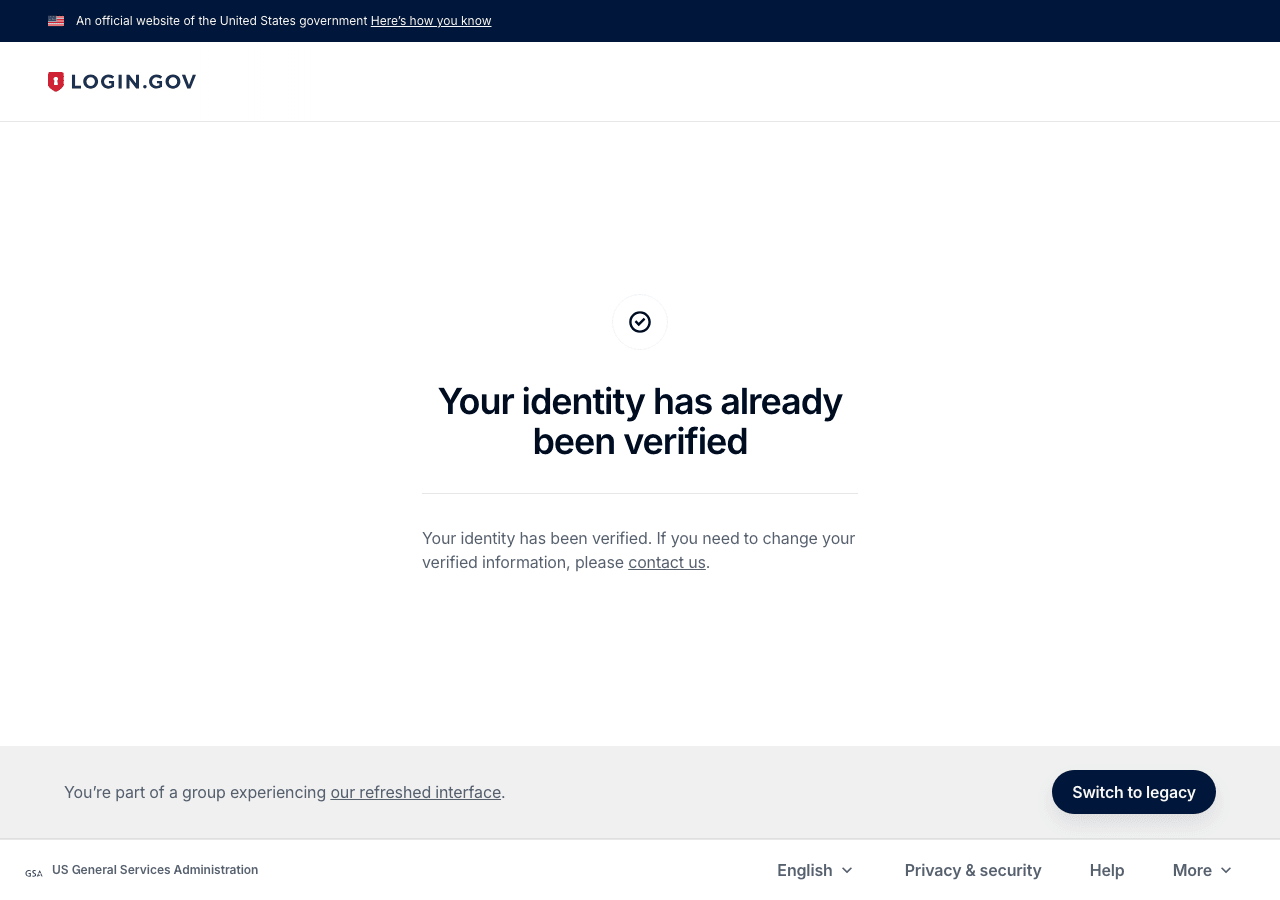 An official website of the United States government Here’s how you know
LOGIN.GOV
Your identity has already
been verified
Your identity has been verified. If you need to change your
verified information, please contact us.
You’re part of a group experiencing our refreshed interface.
Switch to legacy
GSA US General Services Administration
English
Privacy & security
Help
More